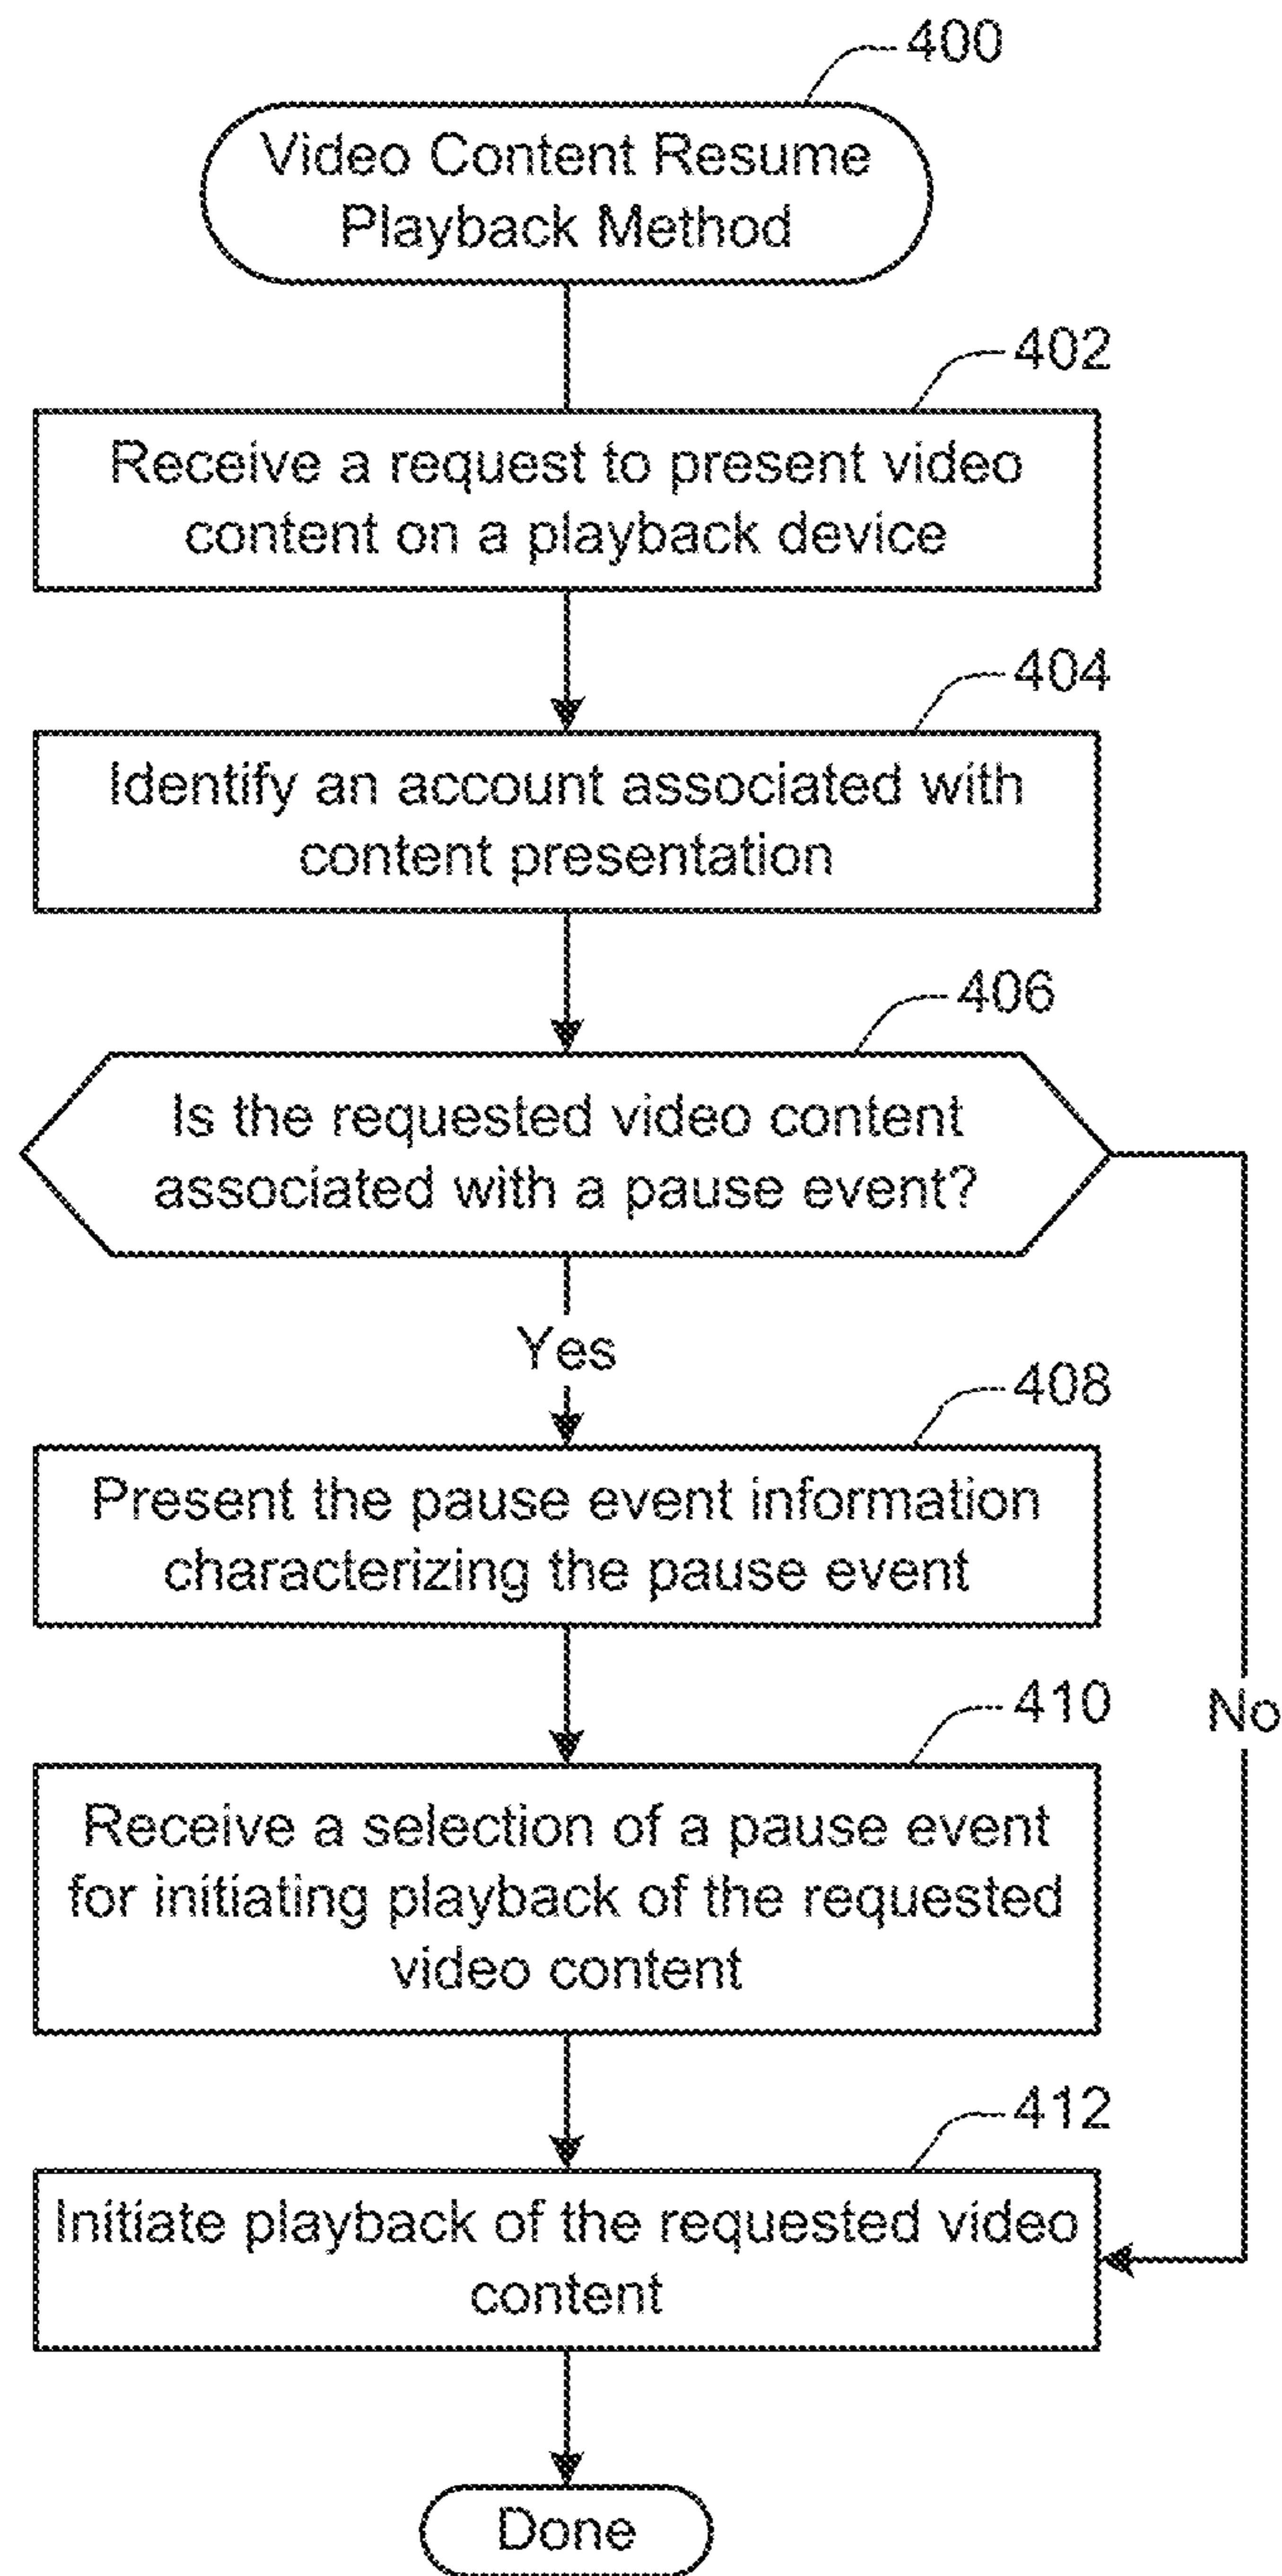 400
Video Content Resume
Playback Method
402
Receive a request to present video
content on a playback device
404
Identify an account associated with
content presentation
406
Is the requested video content
associated with a pause event?
Yes
408
Present the pause event information
characterizing the pause event
410
No
Receive a selection of a pause event
for initiating playback of the requested
video content
412
Initiate playback of the requested video
content
Done